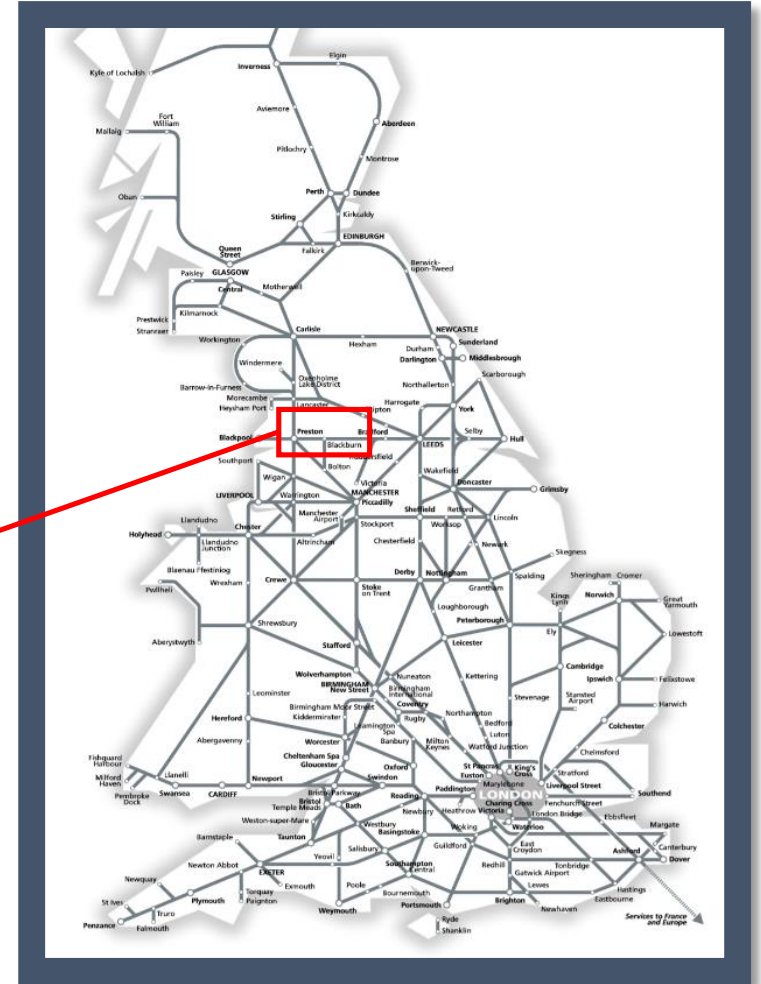 Elgin
Inverness
Kyle of Lochalsh
Aviemore
Fort
William
Mallaig
Aberdeen
Pitlochry
Montrose
Perth
Dundee
Oban
Stirling
Kirkcaldy
EDINBURGH
Queen
Street
Falkirk
Berwick-
upon-Tweed
Paisley
GLASGOW
Central
Motherwell
Prestwick
Kilmarnock
Stranraer
Carlisle
NEWCASTLE
Workington
Hexham
Sunderland
Durham
Darlington
Middlesbrough
Windermere
Scarborough
Oxenholme
Lake District
Northallerton
Barrow-in-Furness
Morecambe
Lancaster
Harrogate
Heysham Port
York
Preston
Bradford
Selby
Blackpool
Blackburn
LEEDS
Hull
Southport
Bolton
Wakefield
Wigan
Victoria
Doncaster
LIVERPOOL
Warrington
MANCHESTER
Piccadilly
Grimsby
Manchester
Airport
Sheffield
Retford
Llandudno
Stockport
Worksop
Lincoln
Holyhead
Chester
Llandudno
Junction
Altrincham
Chesterfield
Newark
Skegness
Blaenau Ffestiniog
Derby
Nottingham
Spalding
Sheringham
Cromer
Pwllheli
Wrexham
Crewe
Stoke
on Trent
Grantham
Kings
Lynn
Norwich
Great
Yarmouth
Loughborough
Shrewsbury
Peterborough
Ely
Lowestoft
Aberystwyth
Stafford
Leicester
Wolverhampton
Cambridge
BIRMINGHAM
New Street
Nuneaton
Kettering
Ipswich
Felixstowe
Leominster
Birmingham
International
Stevenage
Stansted
Airport
Birmingham Moor Street
Coventry
Harwich
Hereford
Kidderminster
Rugby
Northampton
Bedford
Colchester
Abergavenny
Worcester
Leamington
Spa
Banbury
Milton
Keynes
Luton
Watford Junction
Chelmsford
Fishguard
Harbour
Cheltenham Spa
Gloucester
Oxford
St Pancras
Euston
King's
Cross
Stratford
Milford
Haven
Llanelli
Newport
Swindon
Paddington
Marylebone
Liverpool Street
Pembroke
Dock
Swansea
CARDIFF
Bristol Parkway
Reading
LONDON
Southend
Bristol
Temple Meads
Bath
Newbury
Heathrow
Victoria
Charing Cross
Fenchurch Street
London Bridge
Ebbsfleet
Weston-super-Mare
Westbury
Basingstoke
Woking
Waterloo
Margate
Barnstaple
Taunton
Salisbury
Guildford
East
Croydon
Canterbury
Newton Abbot
Yeovil
Southampton
Central
Redhill
Tonbridge
Ashford
Dover
Newquay
EXETER
Gatwick Airport
Exmouth
Poole
Bournemouth
Lewes
Hastings
St Ives
Plymouth
Torquay
Paignton
Portsmouth
Brighton
Eastbourne
Truro
Weymouth
Newhaven
Penzance
Falmouth
Ryde
Shanklin
Services to France
and Europe